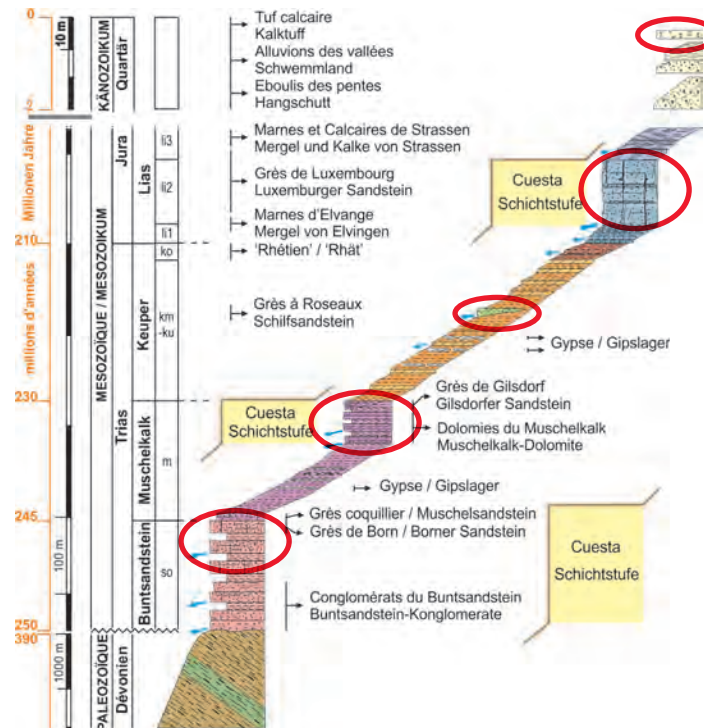 0
2
210
230
245
250
390
Millionen Jähre
millions d'années
10 m
100 m
1000 m
KÄNOZOIKUM
Quartär
MESOZOÏQUE / MESOZOIKUM
Jura
Lias
li3
li2
li1
Trias
Keuper
ko
km
-ku
Muschelkalk
m
Buntsandstein
so
PALEOZOÏQUE
Dévonien
Tuf calcaire
Kalktuff
Alluvions des vallées
Schwemmland
Eboulis des pentes
Hangschutt
Marnes et Calcaires de Strassen
Mergel und Kalke von Strassen
Grès de Luxembourg
Luxemburger Sandstein
Marnes d'Elvange
Mergel von Elvingen
'Rhétien' / 'Rhät'
Cuesta
Schichtstufe
Grès à Roseaux
Schilfsandstein
Gypse / Gipslager
Cuesta
Schichtstufe
Grès de Gilsdorf
Gilsdorfer Sandstein
Dolomies du Muschelkalk
Muschelkalk-Dolomite
Gypse / Gipslager
Grès coquillier / Muschelsandstein
Grès de Born / Borner Sandstein
Cuesta
Schichtstufe
Conglomérats du Buntsandstein
Buntsandstein-Konglomerate